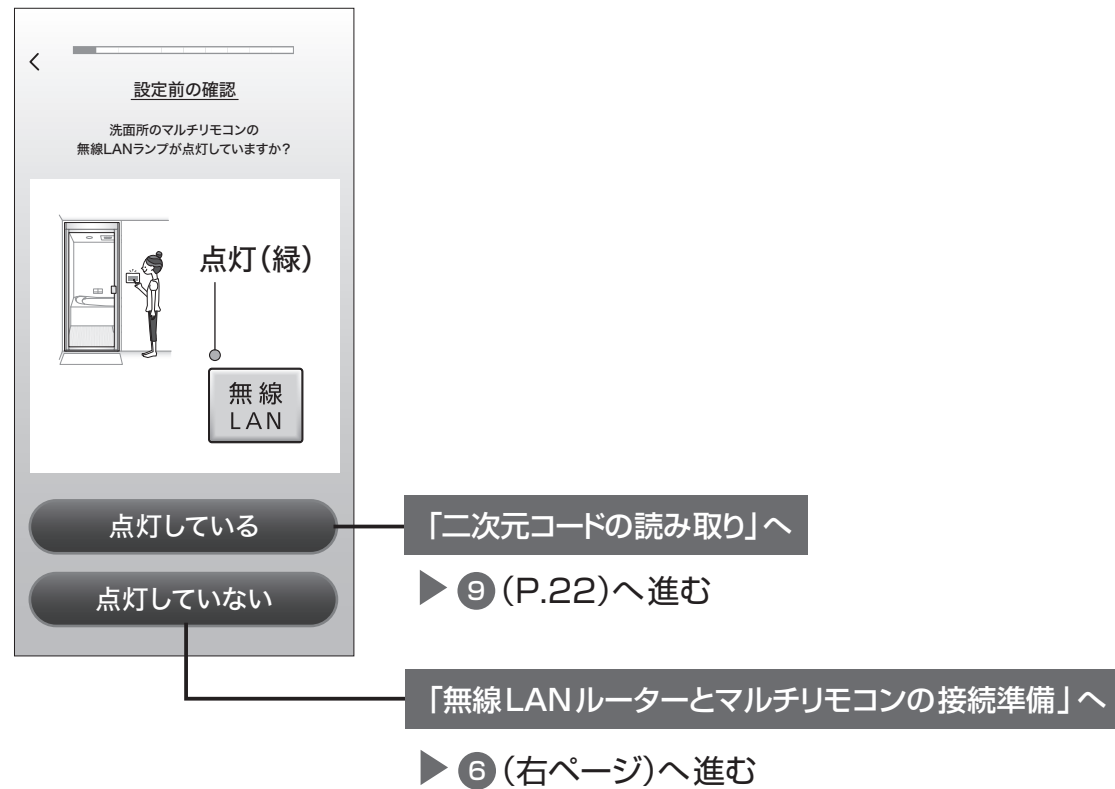 設定前の確認
洗面所のマルチリモコンの
無線LANランプが点灯していますか?
点灯(緑)
無線
LAN
点灯している
「二次元コードの読み取り」へ
▶ 9 (P.22)へ進む
点灯していない
「無線LANルーターとマルチリモコンの接続準備」へ
▶ 6 (右ページ)へ進む